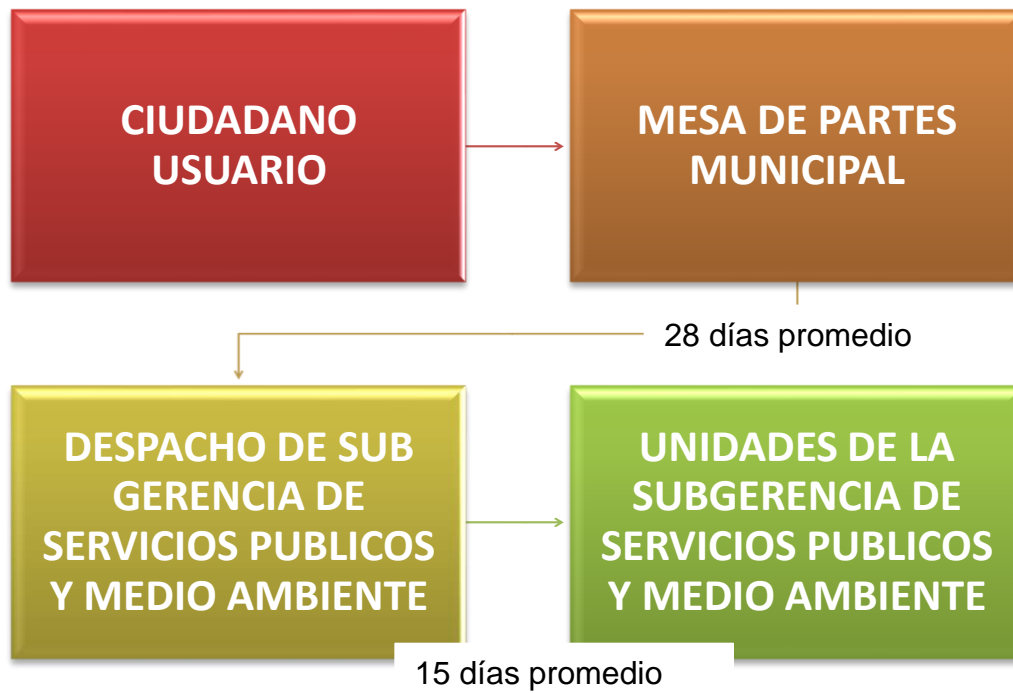 CIUDADANO
USUARIO
MESA DE PARTES
MUNICIPAL
28 días promedio
DESPACHO DE SUB
GERENCIA DE
SERVICIOS PUBLICOS
Y MEDIO AMBIENTE
UNIDADES DE LA
SUBGERENCIA DE
SERVICIOS PUBLICOS
Y MEDIO AMBIENTE
15 días promedio